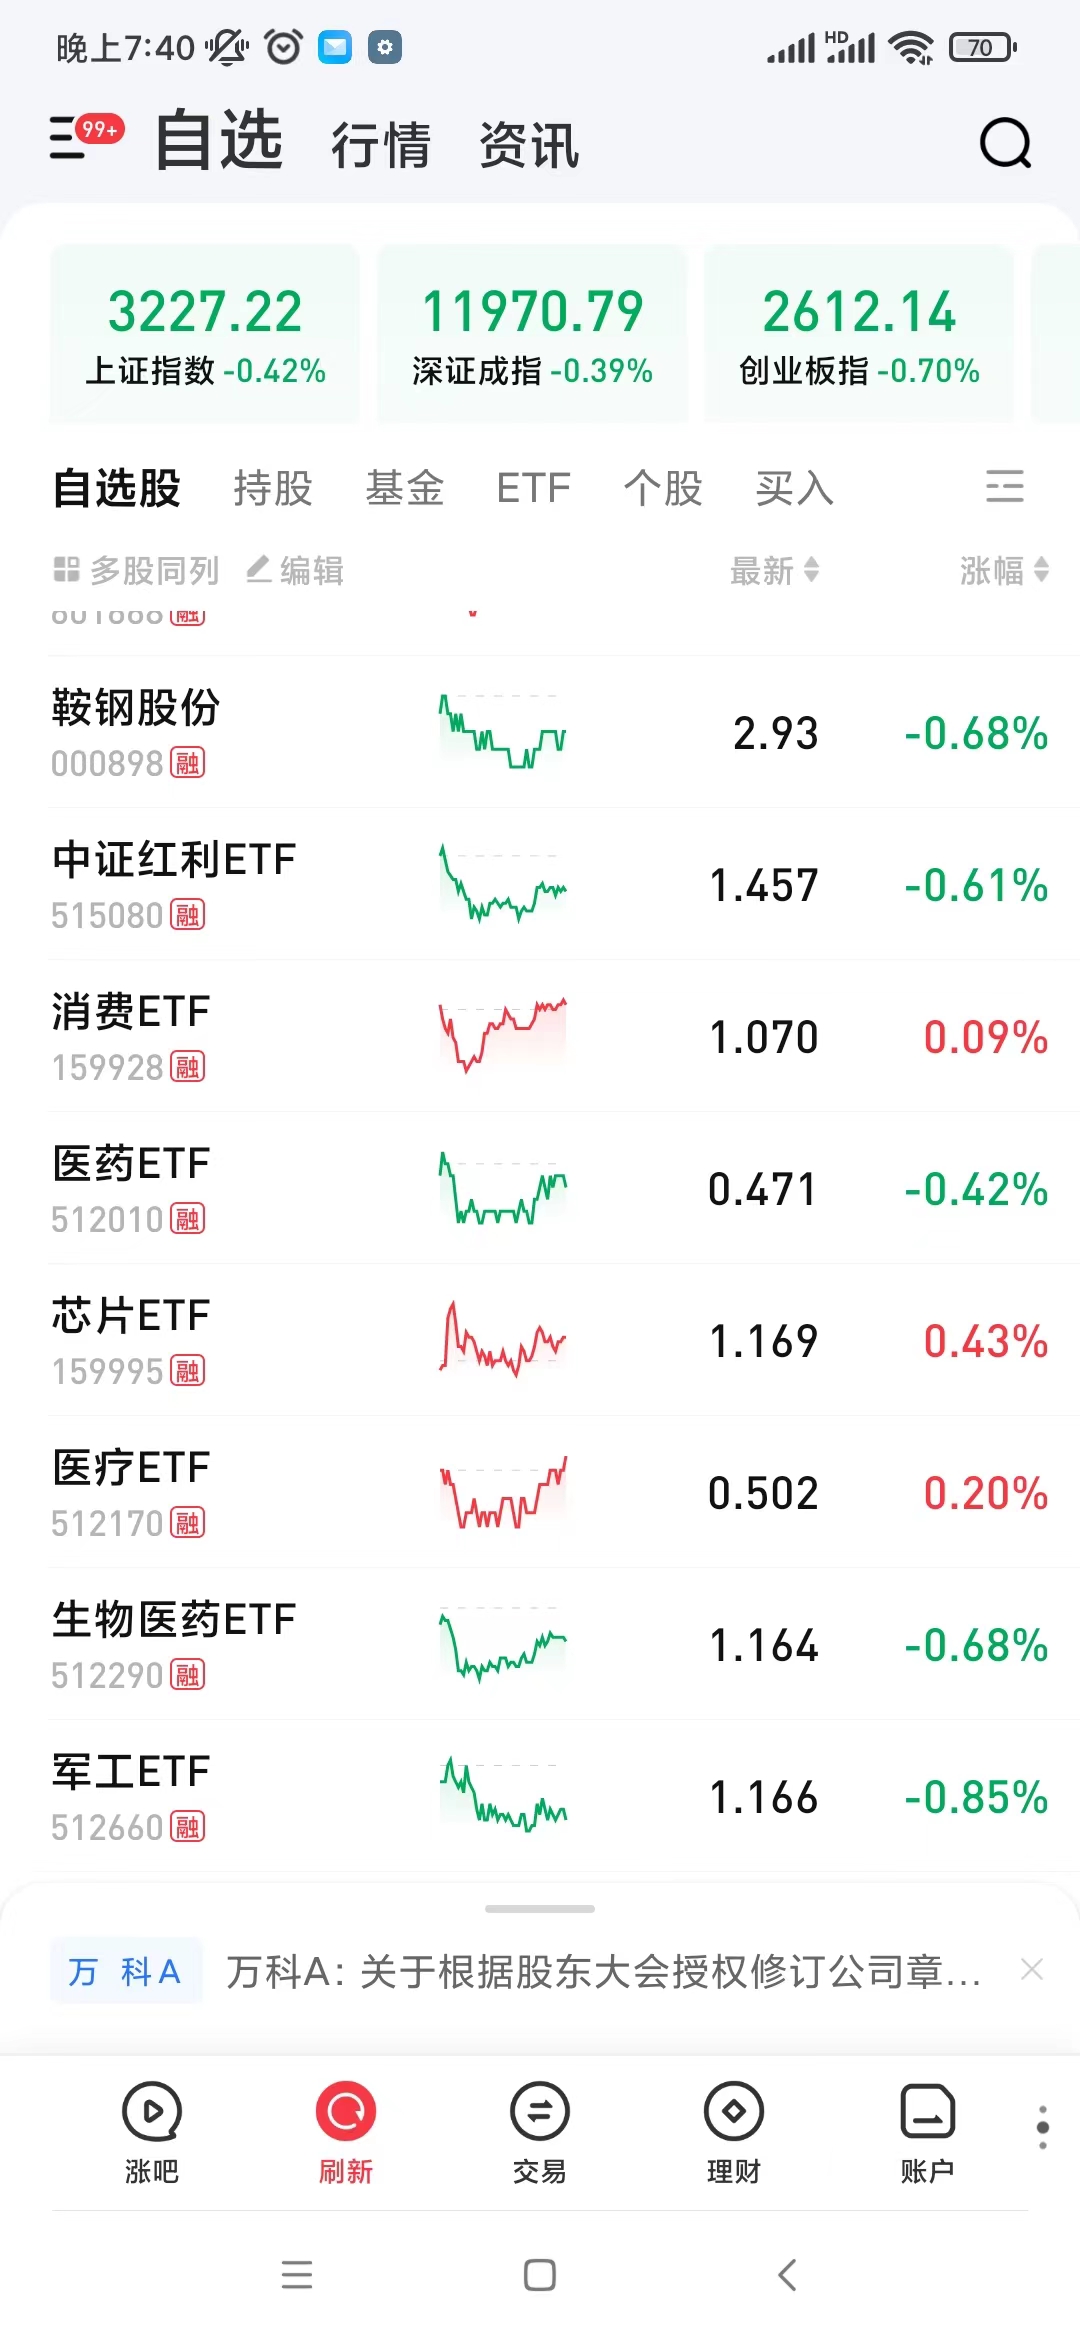 晚上7:40 HD 70
99+ 自选 行情 资讯
3227.22 11970.79 2612.14
上证指数 -0.42% 深证成指 -0.39% 创业板指 -0.70%
自选股 持股 基金 ETF 个股 买入
多股同列 编辑 最新 涨幅
融
鞍钢股份
000898 融 2.93 -0.68%
中证红利ETF
515080 融 1.457 -0.61%
消费ETF
159928 融 1.070 0.09%
医药ETF
512010 融 0.471 -0.42%
芯片ETF
159995 融 1.169 0.43%
医疗ETF
512170 融 0.502 0.20%
生物医药ETF
512290 融 1.164 -0.68%
军工ETF
512660 融 1.166 -0.85%
万 科A 万科A: 关于根据股东大会授权修订公司章...
涨吧 刷新 交易 理财 账户